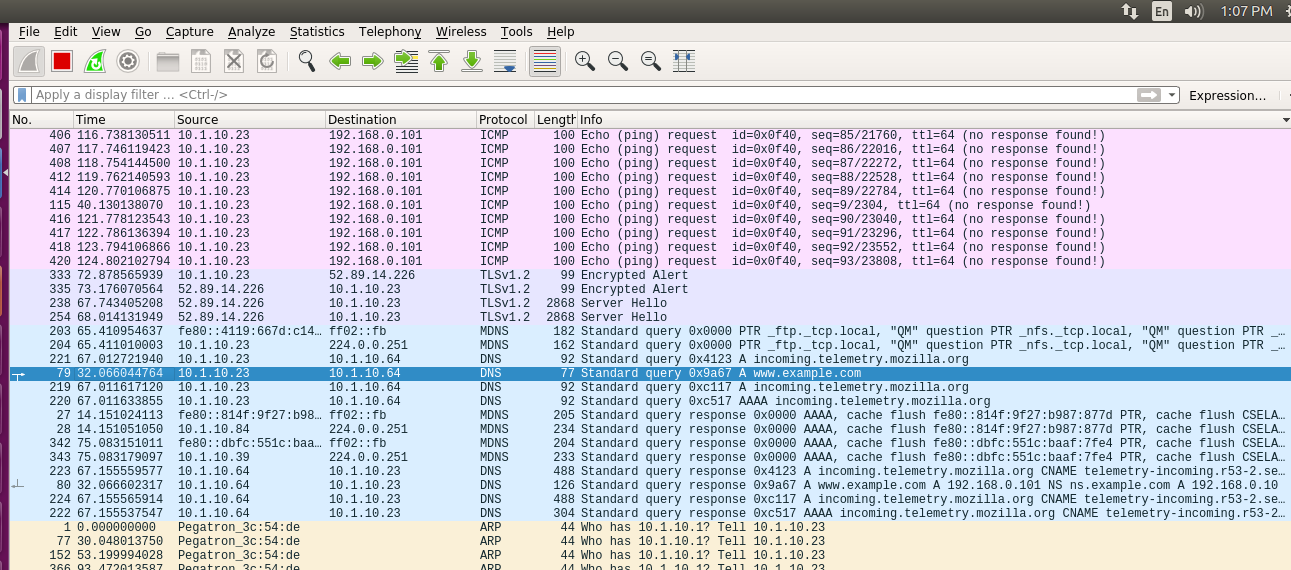 En 1:07 PM
File Edit View Go Capture Analyze Statistics Telephony Wireless Tools Help
Apply a display filter ... <Ctrl-/> Expression...
No. Time Source Destination Protocol Length Info
406 116.738130511 10.1.10.23 192.168.0.101 ICMP 100 Echo (ping) request id=0x0f40, seq=85/21760, ttl=64 (no response found!)
407 117.746119423 10.1.10.23 192.168.0.101 ICMP 100 Echo (ping) request id=0x0f40, seq=86/22016, ttl=64 (no response found!)
408 118.754144500 10.1.10.23 192.168.0.101 ICMP 100 Echo (ping) request id=0x0f40, seq=87/22272, ttl=64 (no response found!)
412 119.762140593 10.1.10.23 192.168.0.101 ICMP 100 Echo (ping) request id=0x0f40, seq=88/22528, ttl=64 (no response found!)
414 120.770106875 10.1.10.23 192.168.0.101 ICMP 100 Echo (ping) request id=0x0f40, seq=89/22784, ttl=64 (no response found!)
115 40.130138070 10.1.10.23 192.168.0.101 ICMP 100 Echo (ping) request id=0x0f40, seq=9/2304, ttl=64 (no response found!)
416 121.778123543 10.1.10.23 192.168.0.101 ICMP 100 Echo (ping) request id=0x0f40, seq=90/23040, ttl=64 (no response found!)
417 122.786136394 10.1.10.23 192.168.0.101 ICMP 100 Echo (ping) request id=0x0f40, seq=91/23296, ttl=64 (no response found!)
418 123.794106866 10.1.10.23 192.168.0.101 ICMP 100 Echo (ping) request id=0x0f40, seq=92/23552, ttl=64 (no response found!)
420 124.802102794 10.1.10.23 192.168.0.101 ICMP 100 Echo (ping) request id=0x0f40, seq=93/23808, ttl=64 (no response found!)
333 72.878565939 10.1.10.23 52.89.14.226 TLSv1.2 99 Encrypted Alert
335 73.176070564 52.89.14.226 10.1.10.23 TLSv1.2 99 Encrypted Alert
238 67.743405208 52.89.14.226 10.1.10.23 TLSv1.2 2868 Server Hello
254 68.014131949 52.89.14.226 10.1.10.23 TLSv1.2 2868 Server Hello
203 65.410954637 fe80::4119:667d:c14... ff02::fb MDNS 182 Standard query 0x0000 PTR _ftp._tcp.local, "QM" question PTR _nfs._tcp.local, "QM" question PTR _...
204 65.411010003 10.1.10.23 224.0.0.251 MDNS 162 Standard query 0x0000 PTR _ftp._tcp.local, "QM" question PTR _nfs._tcp.local, "QM" question PTR _...
221 67.012721940 10.1.10.23 10.1.10.64 DNS 92 Standard query 0x4123 A incoming.telemetry.mozilla.org
79 32.066044764 10.1.10.23 10.1.10.64 DNS 77 Standard query 0x9a67 A www.example.com
219 67.011617120 10.1.10.23 10.1.10.64 DNS 92 Standard query 0xc117 A incoming.telemetry.mozilla.org
220 67.011633855 10.1.10.23 10.1.10.64 DNS 92 Standard query 0xc517 AAAA incoming.telemetry.mozilla.org
27 14.151024113 fe80::814f:9f27:b98... ff02::fb MDNS 205 Standard query response 0x0000 AAAA, cache flush fe80::814f:9f27:b987:877d PTR, cache flush CSELA...
28 14.151051050 10.1.10.84 224.0.0.251 MDNS 234 Standard query response 0x0000 AAAA, cache flush fe80::814f:9f27:b987:877d PTR, cache flush CSELA...
342 75.083151011 fe80::dbfc:551c:baa... ff02::fb MDNS 204 Standard query response 0x0000 AAAA, cache flush fe80::dbfc:551c:baaf:7fe4 PTR, cache flush CSELA...
343 75.083179097 10.1.10.39 224.0.0.251 MDNS 233 Standard query response 0x0000 AAAA, cache flush fe80::dbfc:551c:baaf:7fe4 PTR, cache flush CSELA...
223 67.155559577 10.1.10.64 10.1.10.23 DNS 488 Standard query response 0x4123 A incoming.telemetry.mozilla.org CNAME telemetry-incoming.r53-2.se...
80 32.066602317 10.1.10.64 10.1.10.23 DNS 126 Standard query response 0x9a67 A www.example.com A 192.168.0.101 NS ns.example.com A 192.168.0.10
224 67.155565914 10.1.10.64 10.1.10.23 DNS 488 Standard query response 0xc117 A incoming.telemetry.mozilla.org CNAME telemetry-incoming.r53-2.se...
222 67.155537547 10.1.10.64 10.1.10.23 DNS 304 Standard query response 0xc517 AAAA incoming.telemetry.mozilla.org CNAME telemetry-incoming.r53-2...
1 0.000000000 Pegatron_3c:54:de ARP 44 Who has 10.1.10.1? Tell 10.1.10.23
77 30.048013750 Pegatron_3c:54:de ARP 44 Who has 10.1.10.1? Tell 10.1.10.23
152 53.199994028 Pegatron_3c:54:de ARP 44 Who has 10.1.10.1? Tell 10.1.10.23
366 93.472013587 Pegatron_3c:54:de ARP 44 Who has 10.1.10.1? Tell 10.1.10.23